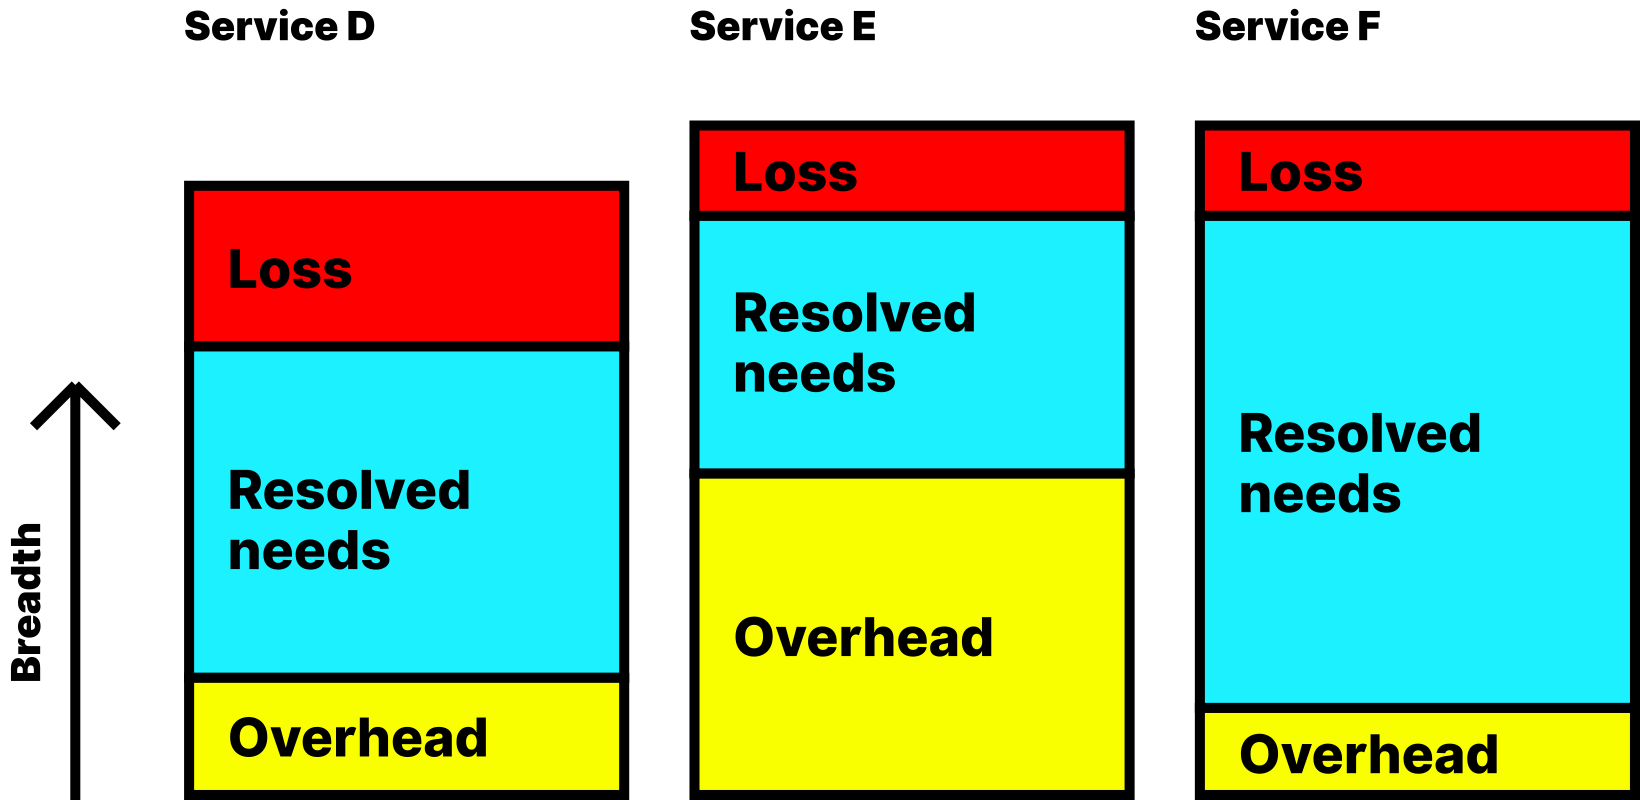 Service D
Service E
Service F
Loss
Resolved
needs
Overhead
Loss
Resolved
needs
Overhead
Loss
Resolved
needs
Overhead
Breadth